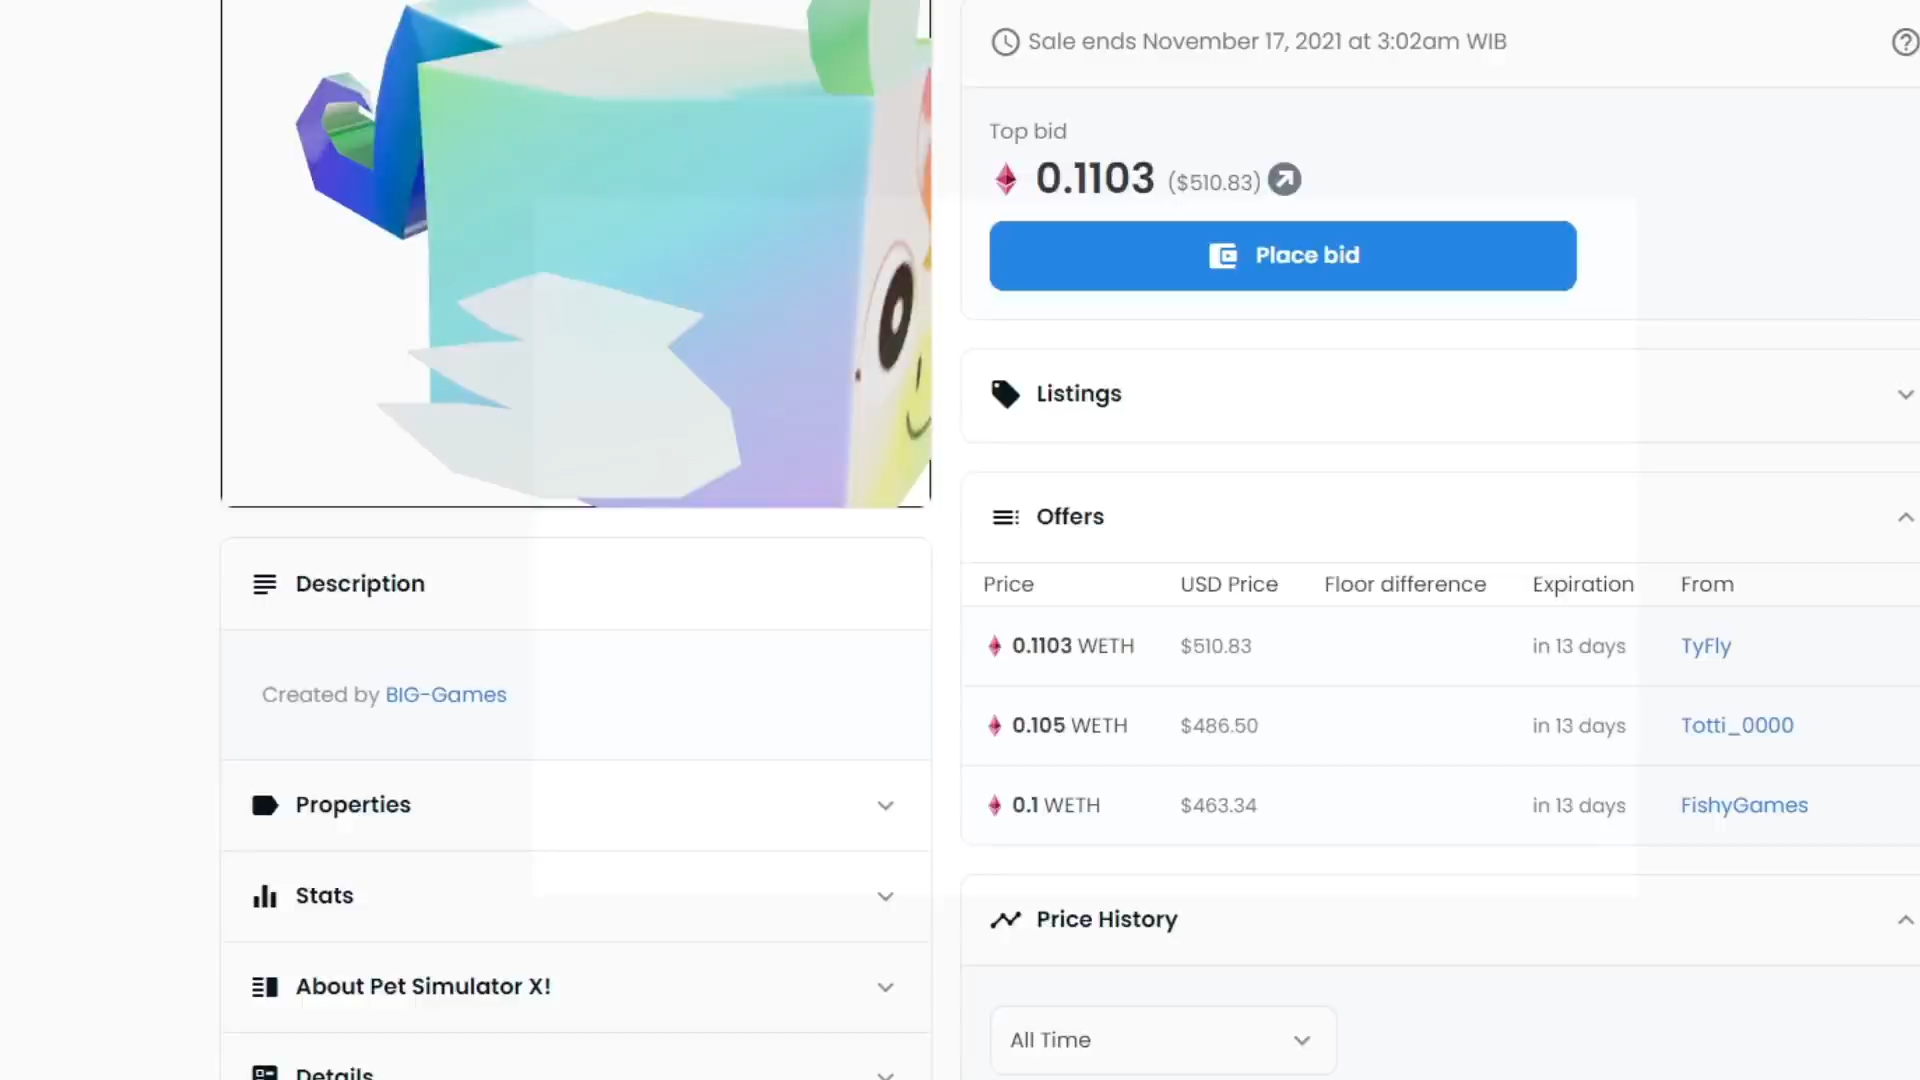 Sale ends November 17, 2021 at 3:02am WIB
Top bid
0.1103 ($510.83)
Place bid
Listings
Offers
Price USD Price Floor difference Expiration From
0.1103 WETH $510.83 in 13 days TyFly
0.105 WETH $486.50 in 13 days Totti_0000
0.1 WETH $463.34 in 13 days FishyGames
Price History
All Time
Description
Created by BIG-Games
Properties
Stats
About Pet Simulator X!
Details